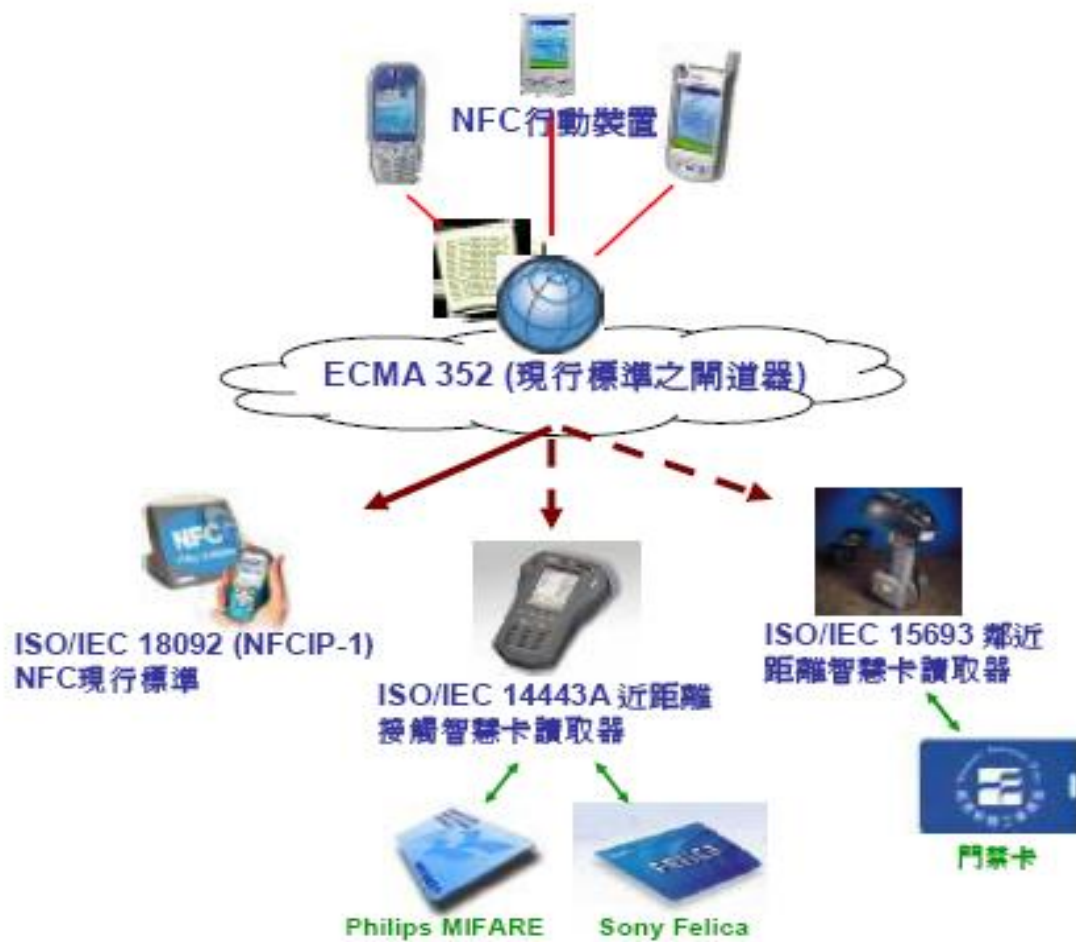 NFC行動裝置
ECMA 352 (現行標準之閘道器)
NFC
ISO/IEC 18092 (NFCIP-1)
NFC現行標準
ISO/IEC 14443A 近距離
接觸智慧卡讀取器
ISO/IEC 15693 鄰近
距離智慧卡讀取器
FeliCa
門禁卡
Philips MIFARE
Sony Felica